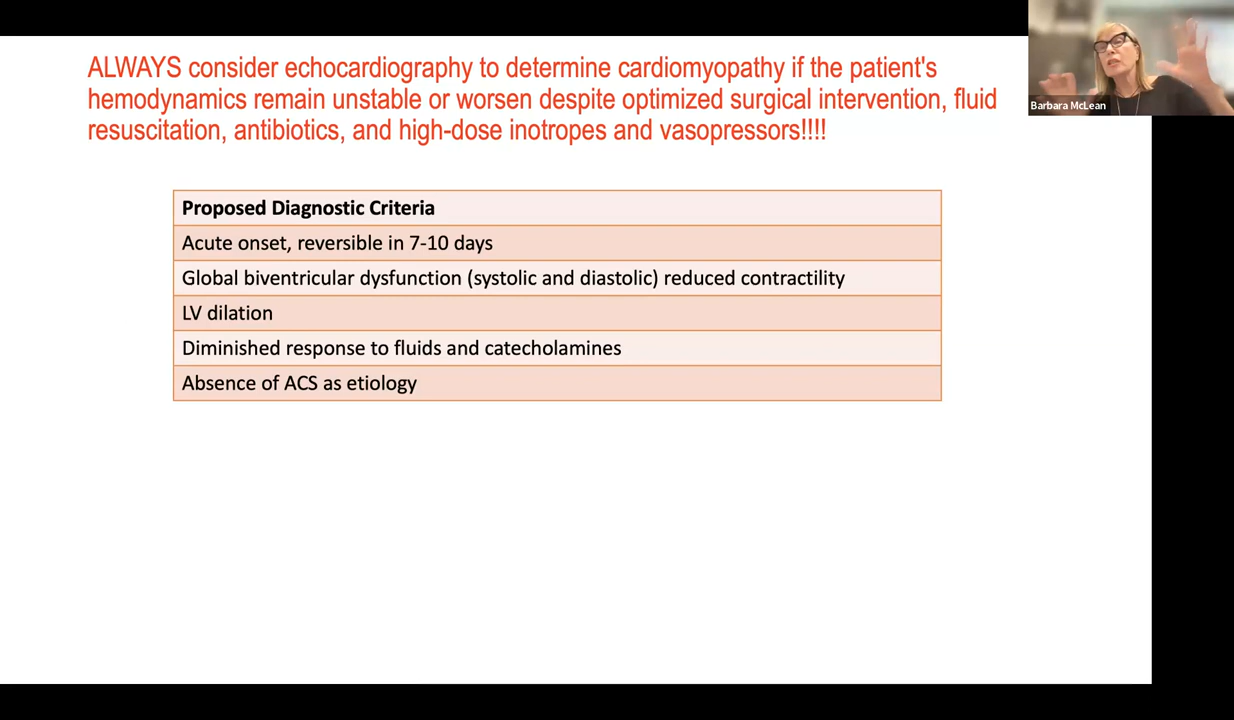 ALWAYS consider echocardiography to determine cardiomyopathy if the patient's
hemodynamics remain unstable or worsen despite optimized surgical intervention, fluid
resuscitation, antibiotics, and high-dose inotropes and vasopressors!!!!
Barbara McLean
Proposed Diagnostic Criteria
Acute onset, reversible in 7-10 days
Global biventricular dysfunction (systolic and diastolic) reduced contractility
LV dilation
Diminished response to fluids and catecholamines
Absence of ACS as etiology